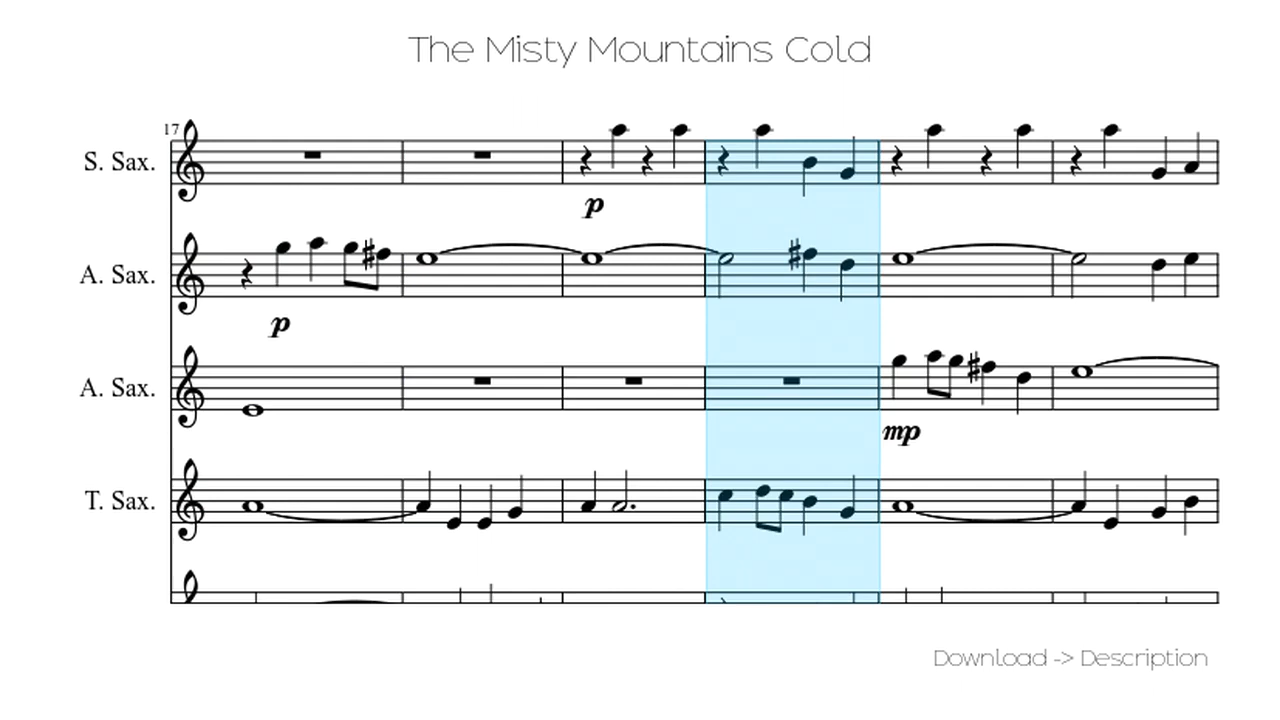 The Misty Mountains Cold
17
S. Sax.
p
A. Sax.
p
A. Sax.
mp
T. Sax.
Download -> Description